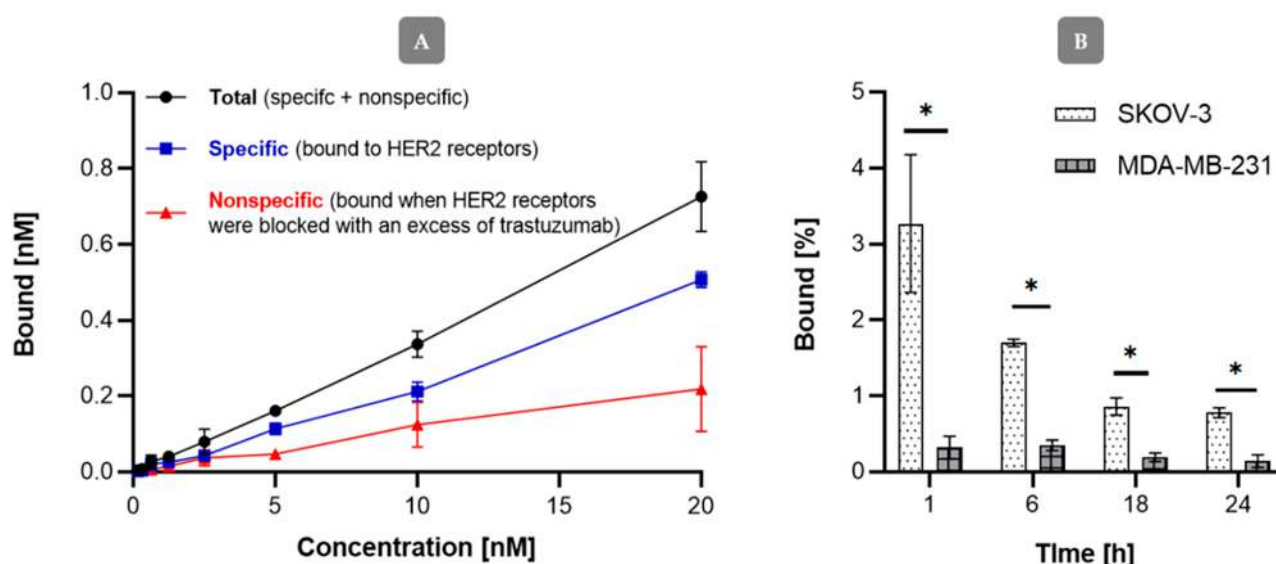 A
Bound [nM]
1.0
0.8
0.6
0.4
0.2
0.0
Total (specifc + nonspecific)
Specific (bound to HER2 receptors)
Nonspecific (bound when HER2 receptors
were blocked with an excess of trastuzumab)
0 5 10 15 20
Concentration [nM]
B
Bound [%]
5
4
3
2
1
0
SKOV-3
MDA-MB-231
*
*
*
*
1 6 18 24
Time [h]